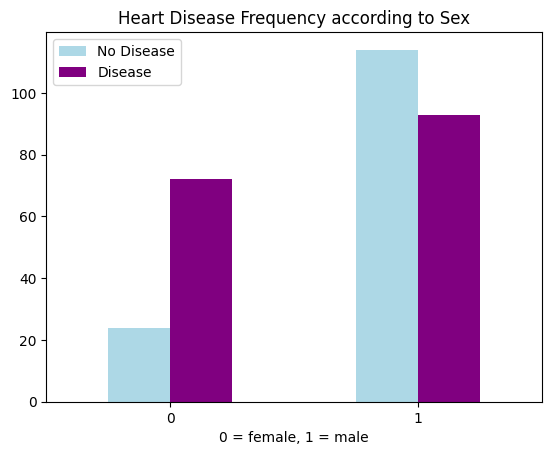 Heart Disease Frequency according to Sex
No Disease
Disease
100
80
60
40
20
0
0 1
0 = female, 1 = male